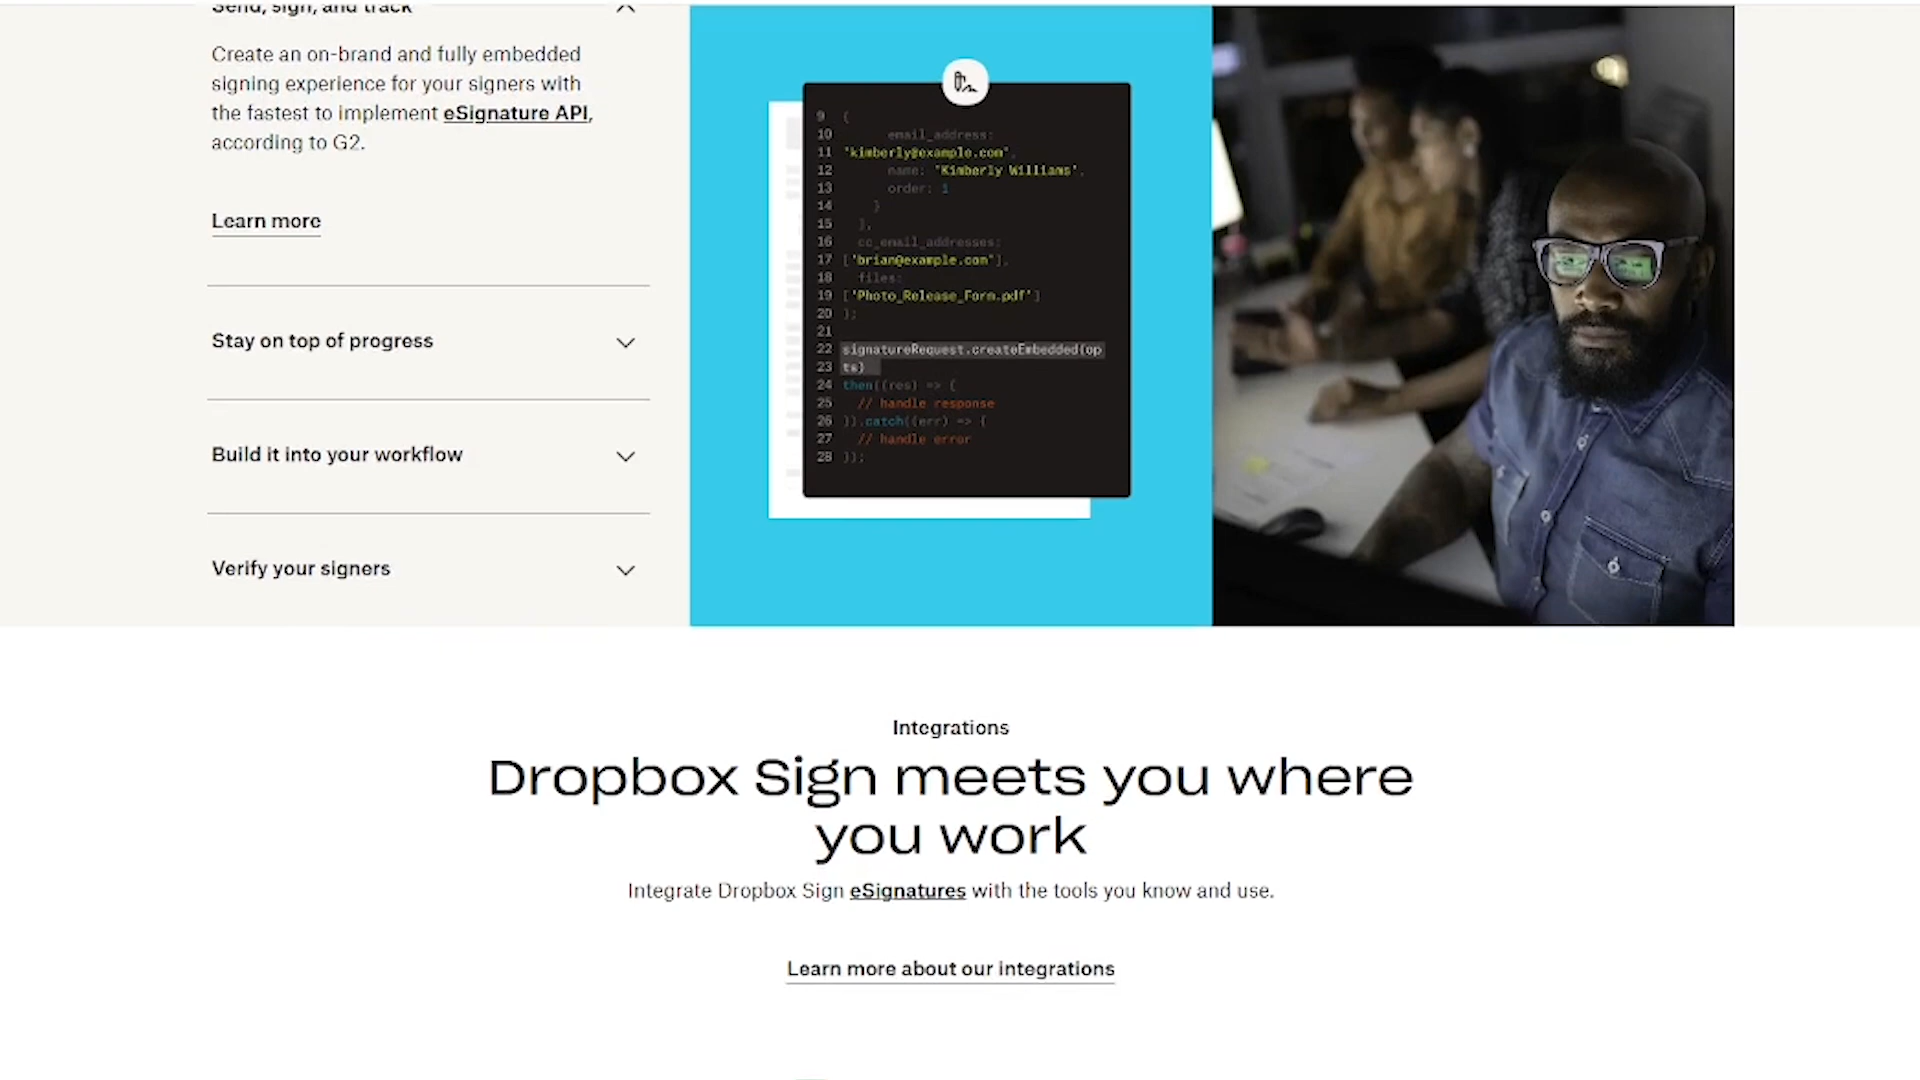 Send, sign, and track
Create an on-brand and fully embedded
signing experience for your signers with
the fastest to implement eSignature API,
according to G2.
Learn more
Stay on top of progress
Build it into your workflow
Verify your signers
9 {
10 email_address:
11 'kimberly@example.com',
12 name: 'Kimberly Williams',
13 order: 1
14 }
15 ],
16 cc_email_addresses:
17 ['brian@example.com'],
18 files:
19 ['Photo_Release_Form.pdf']
20 };
21
22 signatureRequest.createEmbedded(op
23 ts)
24 then((res) => {
25 // handle response
26 }).catch((err) => {
27 // handle error
28 });
Integrations
Dropbox Sign meets you where
you work
Integrate Dropbox Sign eSignatures with the tools you know and use.
Learn more about our integrations